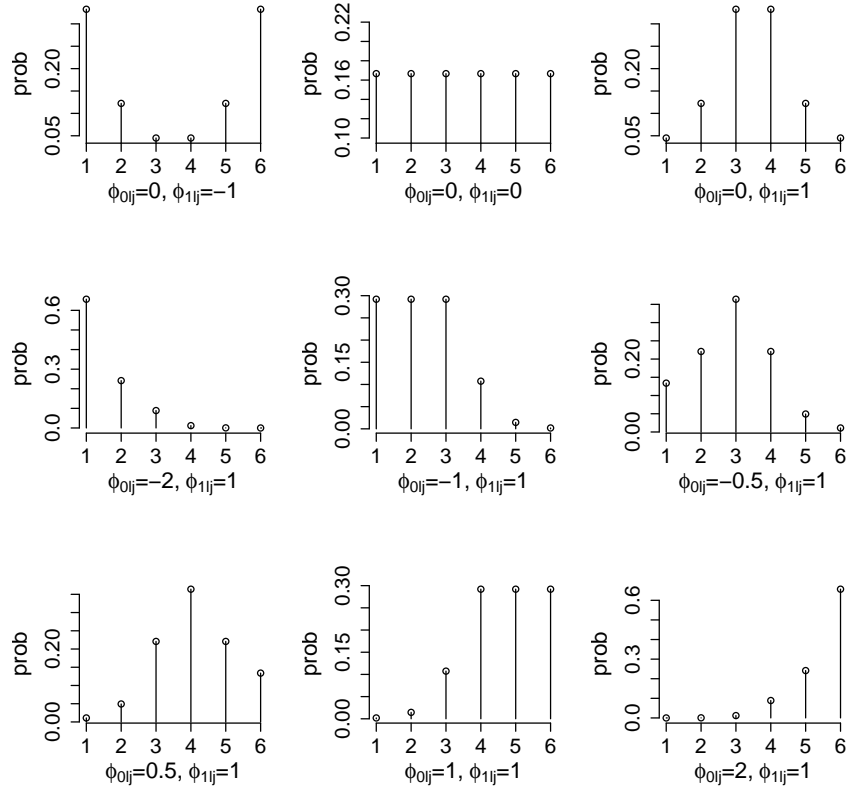 prob
0.05 0.20
1 2 3 4 5 6
ϕ0lj=0, ϕ1lj=−1
prob
0.10 0.16 0.22
1 2 3 4 5 6
ϕ0lj=0, ϕ1lj=0
prob
0.05 0.20
1 2 3 4 5 6
ϕ0lj=0, ϕ1lj=1
prob
0.0 0.3 0.6
1 2 3 4 5 6
ϕ0lj=−2, ϕ1lj=1
prob
0.00 0.15 0.30
1 2 3 4 5 6
ϕ0lj=−1, ϕ1lj=1
prob
0.00 0.20
1 2 3 4 5 6
ϕ0lj=−0.5, ϕ1lj=1
prob
0.00 0.20
1 2 3 4 5 6
ϕ0lj=0.5, ϕ1lj=1
prob
0.00 0.15 0.30
1 2 3 4 5 6
ϕ0lj=1, ϕ1lj=1
prob
0.0 0.3 0.6
1 2 3 4 5 6
ϕ0lj=2, ϕ1lj=1